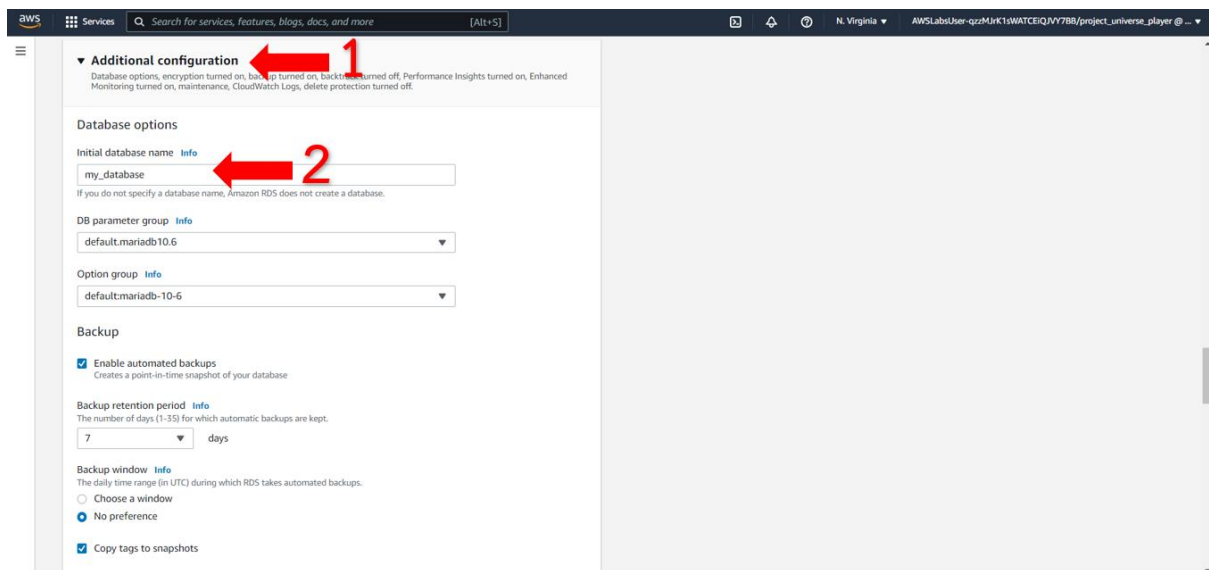 aws
Services Search for services, features, blogs, docs, and more [Alt+S] N. Virginia AWSLabsUser-qzzMJrK1sWATCEiQJVY7BB/project_universe_player @ ...
Additional configuration 1
Database options, encryption turned on, backup turned on, backtrack turned off, Performance Insights turned on, Enhanced
Monitoring turned on, maintenance, CloudWatch Logs, delete protection turned off.
Database options
Initial database name Info
my_database 2
If you do not specify a database name, Amazon RDS does not create a database.
DB parameter group Info
default.mariadb10.6
Option group Info
default:mariadb-10-6
Backup
Enable automated backups
Creates a point-in-time snapshot of your database
Backup retention period Info
The number of days (1-35) for which automatic backups are kept.
7 days
Backup window Info
The daily time range (in UTC) during which RDS takes automated backups.
Choose a window
No preference
Copy tags to snapshots